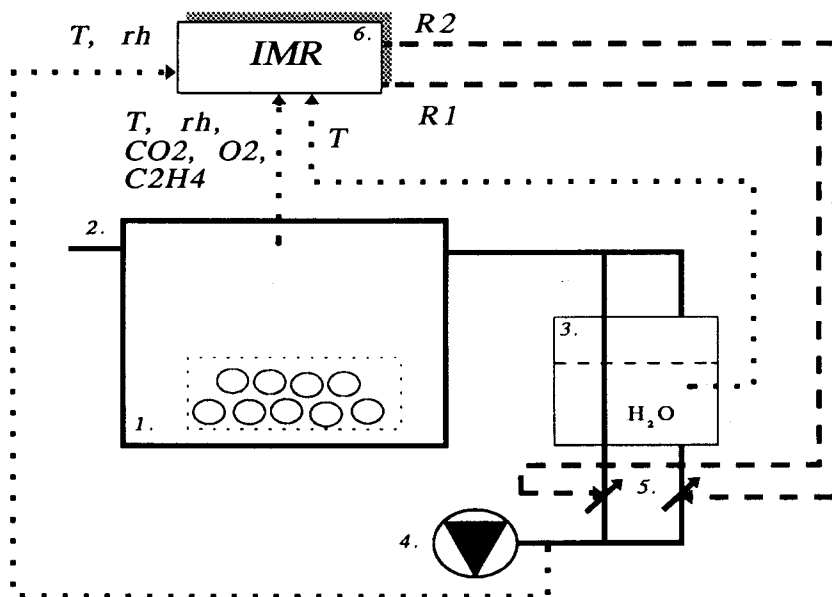 T, rh
6.
IMR
R2
R1
T, rh,
CO2, O2,
C2H4
T
2.
3.
H₂O
1.
5.
4.